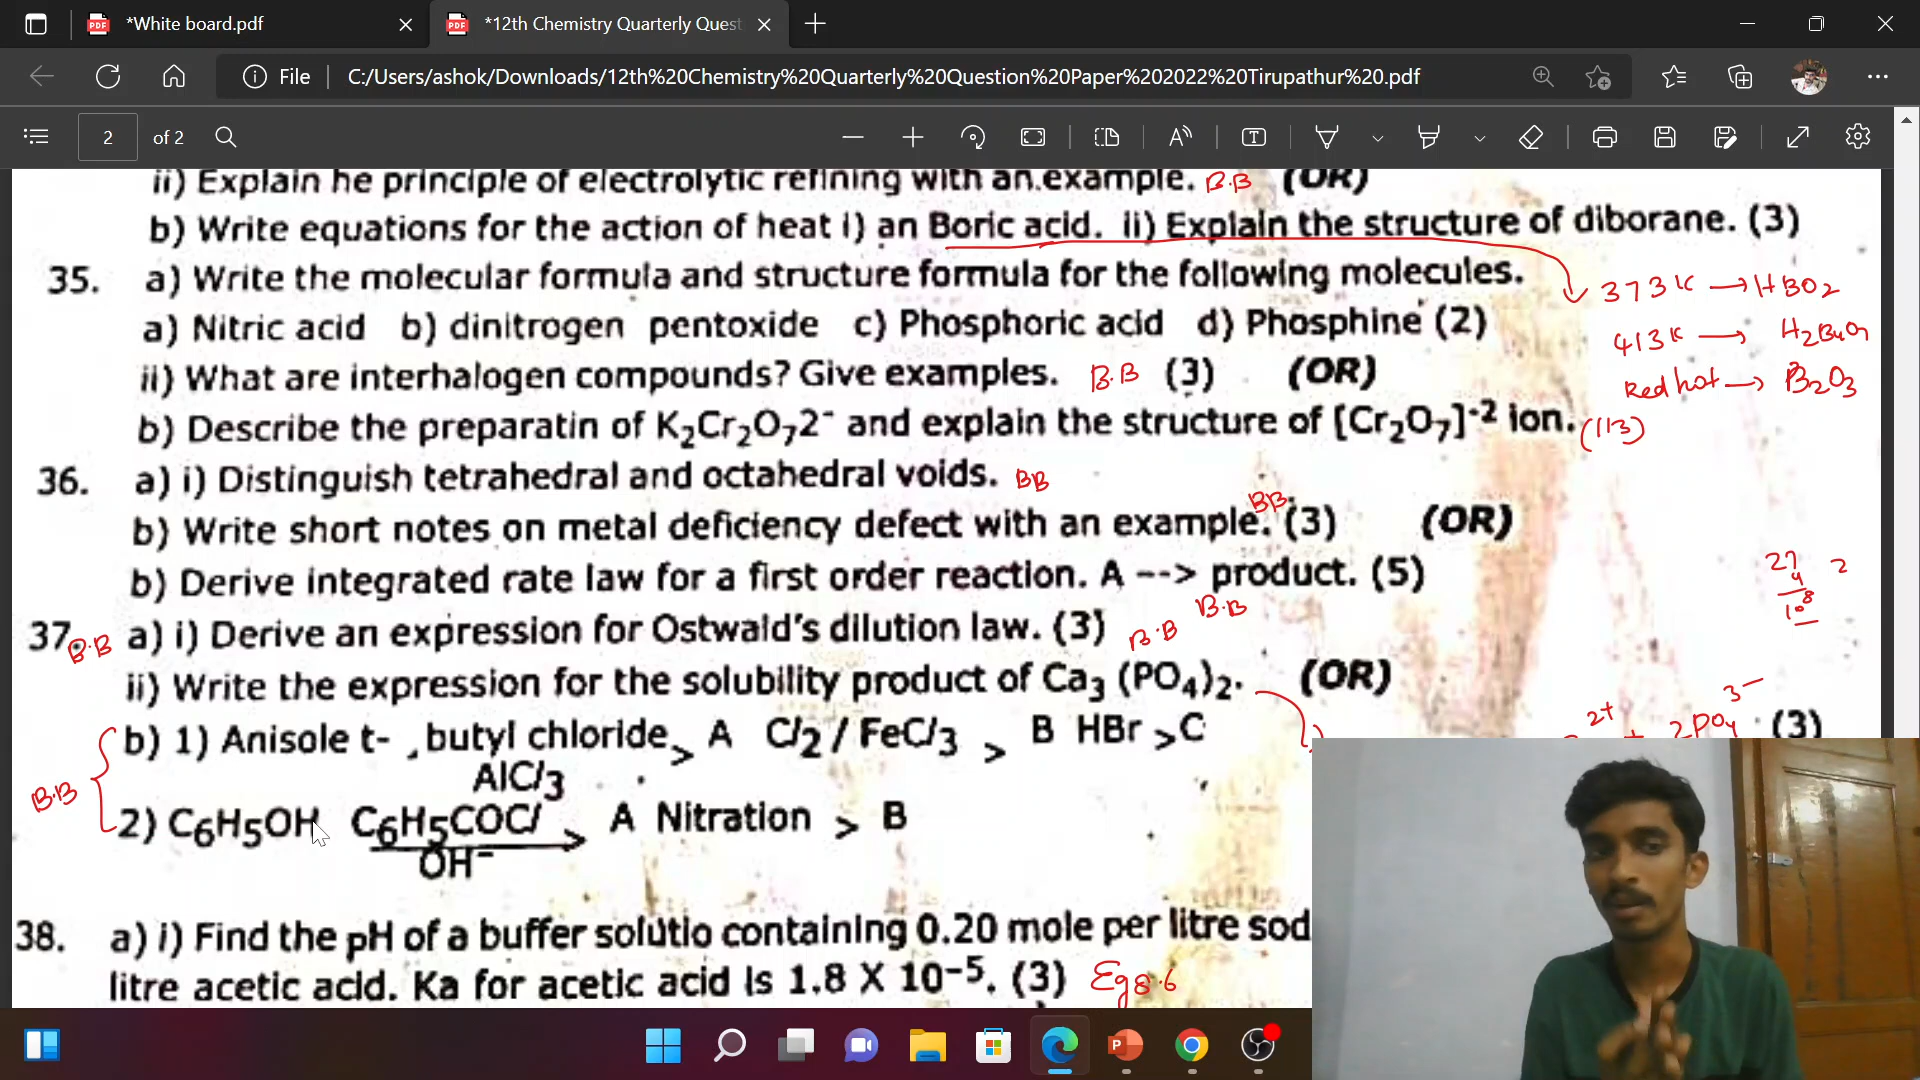 *White board.pdf
*12th Chemistry Quarterly Quest
File
C:/Users/ashok/Downloads/12th%20Chemistry%20Quarterly%20Question%20Paper%202022%20Tirupathur%20.pdf
2 of 2
ii) Explain he principle of electrolytic refining with an.example. B.B (OR)
b) Write equations for the action of heat i) an Boric acid. ii) Explain the structure of diborane. (3)
35. a) Write the molecular formula and structure formula for the following molecules.
373K → HBO2
a) Nitric acid b) dinitrogen pentoxide c) Phosphoric acid d) Phosphine (2)
413K → H2B4O7
ii) What are interhalogen compounds? Give examples. B.B (3) (OR)
Red hot → B2O3
b) Describe the preparatin of K2Cr2O72⁻ and explain the structure of [Cr2O7]⁻² ion. (113)
36. a) i) Distinguish tetrahedral and octahedral voids. BB
b) Write short notes on metal deficiency defect with an example. BB (3) (OR)
b) Derive integrated rate law for a first order reaction. A --> product. (5)
B.B
27 2
4
108
37. B.B a) i) Derive an expression for Ostwald's dilution law. (3) B.B
ii) Write the expression for the solubility product of Ca3 (PO4)2. (OR)
2+ + 2PO4 3- (3)
b) 1) Anisole t- , butyl chloride > A Cl2 / FeCl3 > B HBr > C
AlCl3
B.B
2) C6H5OH C6H5COCl > A Nitration > B
OH⁻
38. a) i) Find the pH of a buffer solutio containing 0.20 mole per litre sod
litre acetic acid. Ka for acetic acid is 1.8 X 10⁻⁵. (3) Eg 8.6